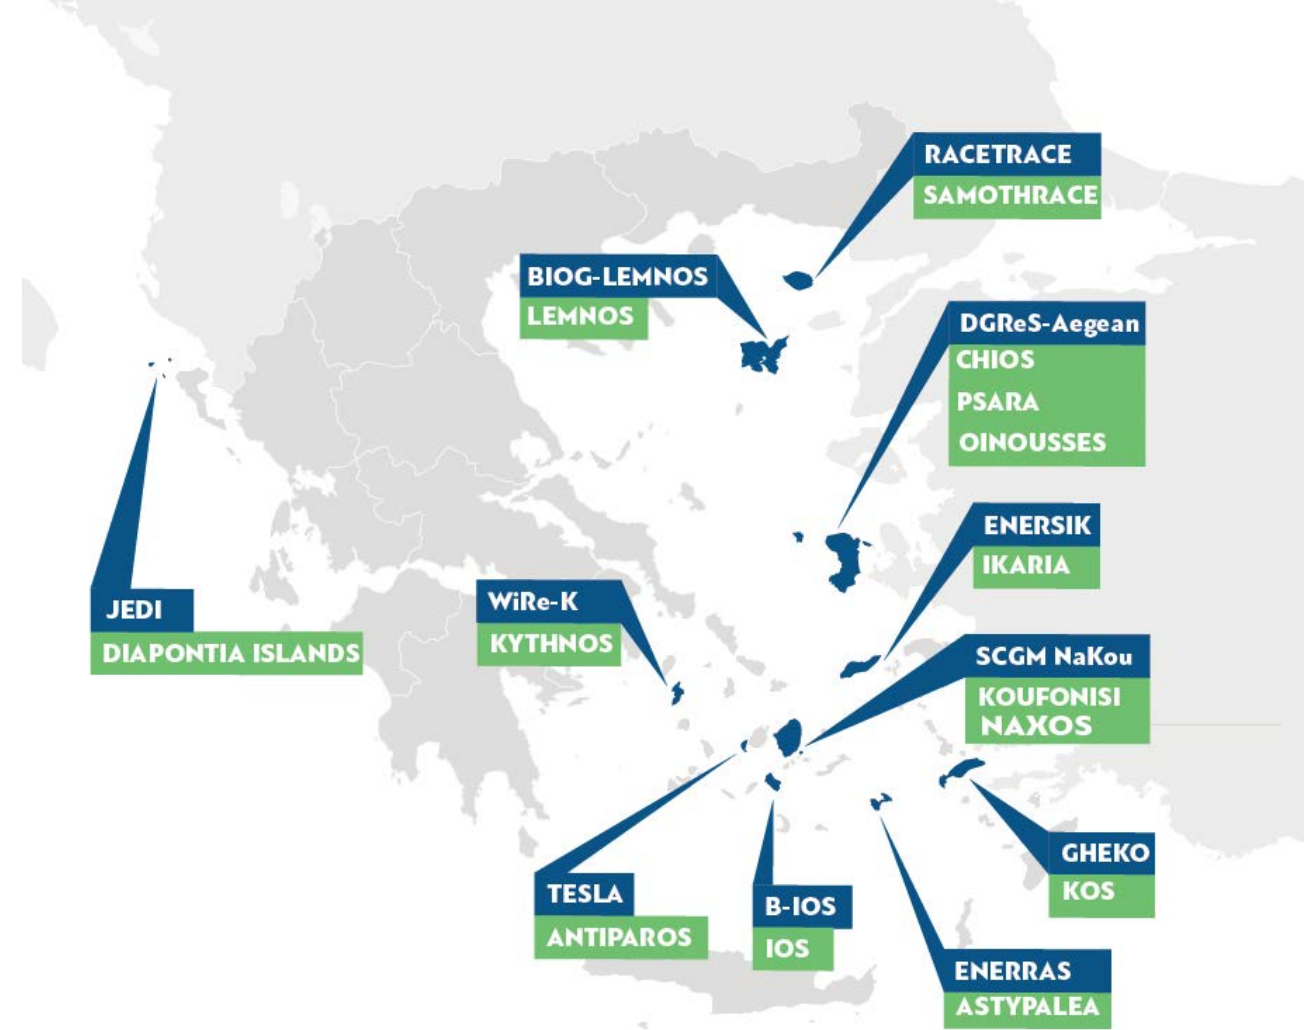 RACETRACE
SAMOTHRACE
BIOG-LEMNOS
LEMNOS
DGReS-Aegean
CHIOS
PSARA
OINOUSSES
ENERSIK
IKARIA
JEDI
DIAPONTIA ISLANDS
WiRe-K
KYTHNOS
SCGM NaKou
KOUFONISI
NAXOS
GHEKO
KOS
TESLA
ANTIPAROS
B-IOS
IOS
ENERRAS
ASTYPALEA